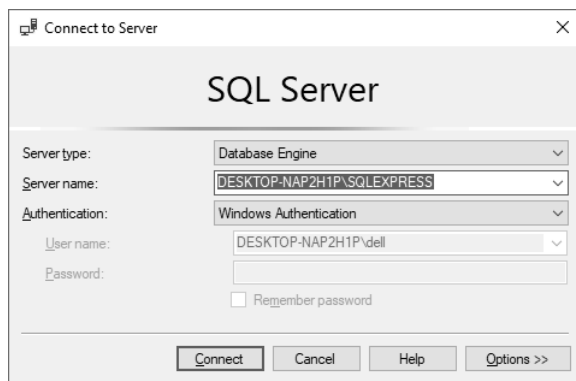 Connect to Server
SQL Server
Server type: Database Engine
Server name: DESKTOP-NAP2H1P\SQLEXPRESS
Authentication: Windows Authentication
User name: DESKTOP-NAP2H1P\dell
Password:
Remember password
Connect Cancel Help Options >>